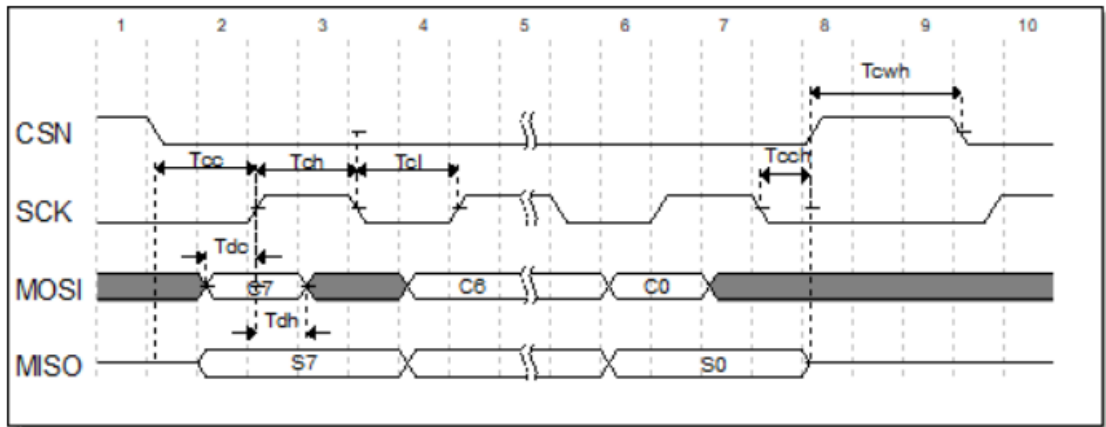 1 2 3 4 5 6 7 8 9 10
Tcwh
CSN
Tcc Tch Tcl Tcch
SCK
Tdc
MOSI C7 C6 C0
Tdh
MISO S7 S0